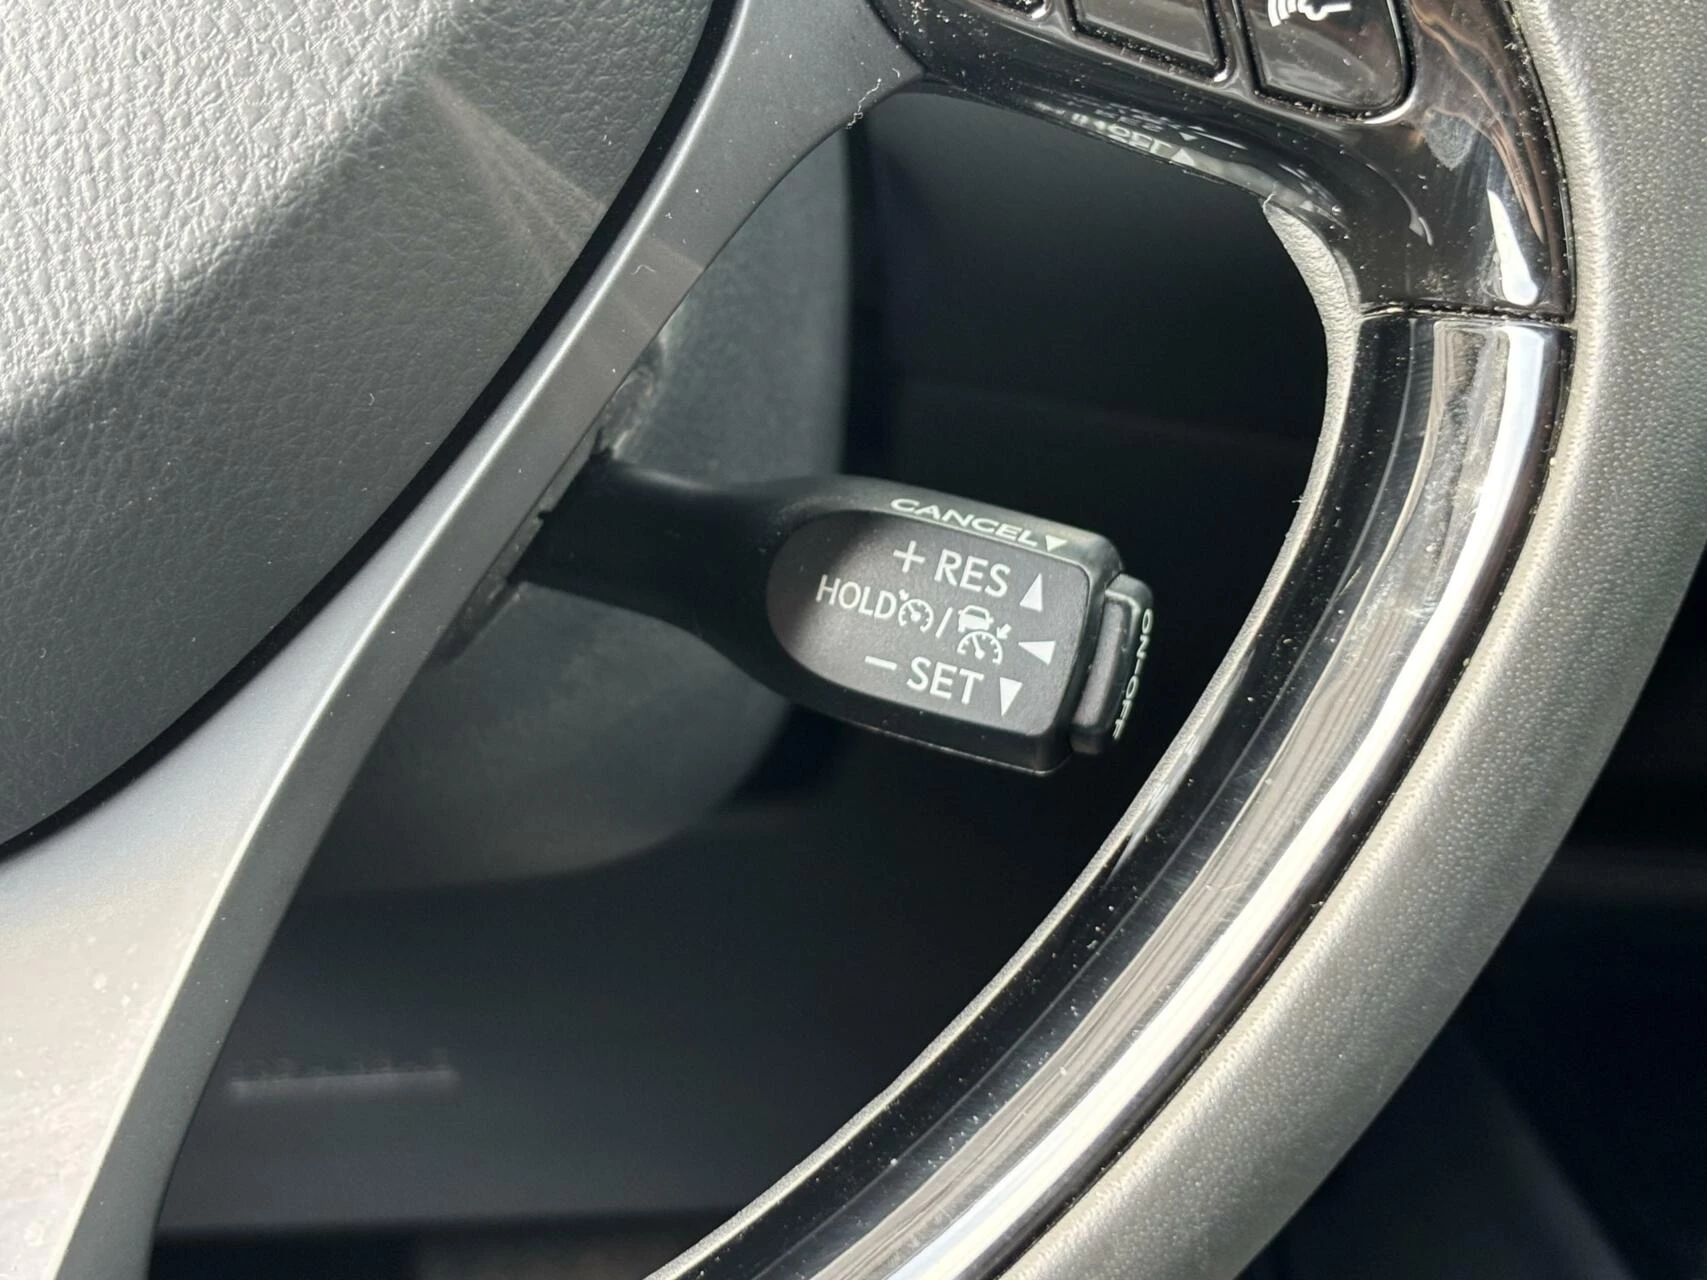 CANCEL▼
+ RES ▲
HOLD / ◀
− SET ▼
ON-OFF